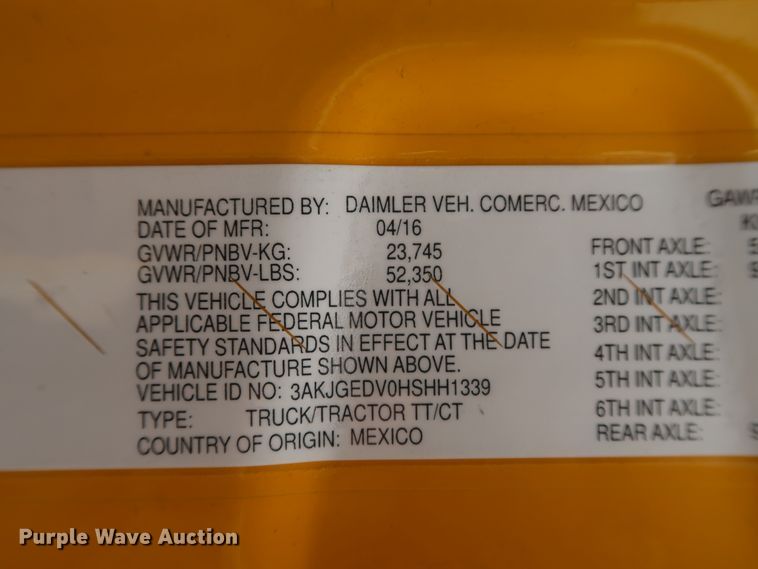 MANUFACTURED BY: DAIMLER VEH. COMERC. MEXICO GAWR
DATE OF MFR: 04/16
GVWR/PNBV-KG: 23,745 FRONT AXLE: 5
GVWR/PNBV-LBS: 52,350 1ST INT AXLE:
THIS VEHICLE COMPLIES WITH ALL 2ND INT AXLE:
APPLICABLE FEDERAL MOTOR VEHICLE 3RD INT AXLE:
SAFETY STANDARDS IN EFFECT AT THE DATE 4TH INT AXLE:
OF MANUFACTURE SHOWN ABOVE. 5TH INT AXLE:
VEHICLE ID NO: 3AKJGEDV0HSHH1339 6TH INT AXLE:
TYPE: TRUCK/TRACTOR TT/CT REAR AXLE:
COUNTRY OF ORIGIN: MEXICO
Purple Wave Auction